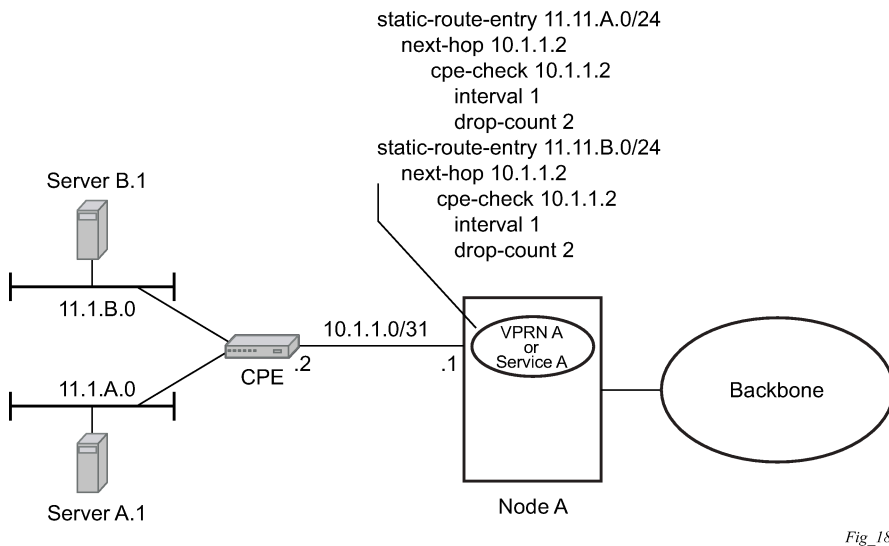 static-route-entry 11.11.A.0/24
next-hop 10.1.1.2
cpe-check 10.1.1.2
interval 1
drop-count 2
static-route-entry 11.11.B.0/24
next-hop 10.1.1.2
cpe-check 10.1.1.2
interval 1
drop-count 2
Server B.1
11.1.B.0
10.1.1.0/31
VPRN A
or
Service A
.2
.1
CPE
11.1.A.0
Backbone
Server A.1
Node A
Fig_18